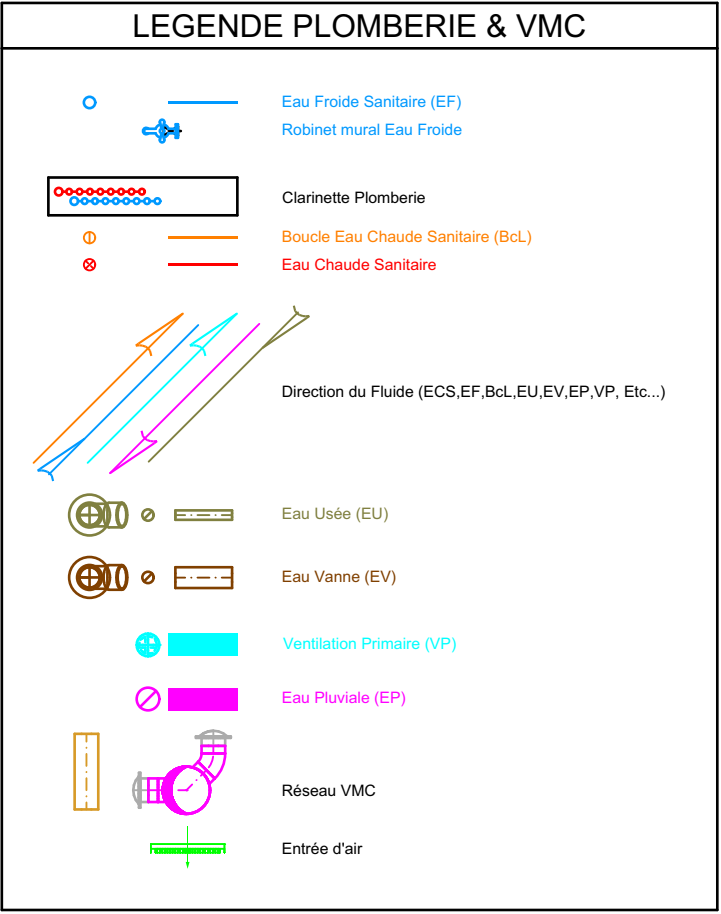 LEGENDE PLOMBERIE & VMC
Eau Froide Sanitaire (EF)
Robinet mural Eau Froide
Clarinette Plomberie
Boucle Eau Chaude Sanitaire (BcL)
Eau Chaude Sanitaire
Direction du Fluide (ECS,EF,BcL,EU,EV,EP,VP, Etc...)
Eau Usée (EU)
Eau Vanne (EV)
Ventilation Primaire (VP)
Eau Pluviale (EP)
Réseau VMC
Entrée d'air